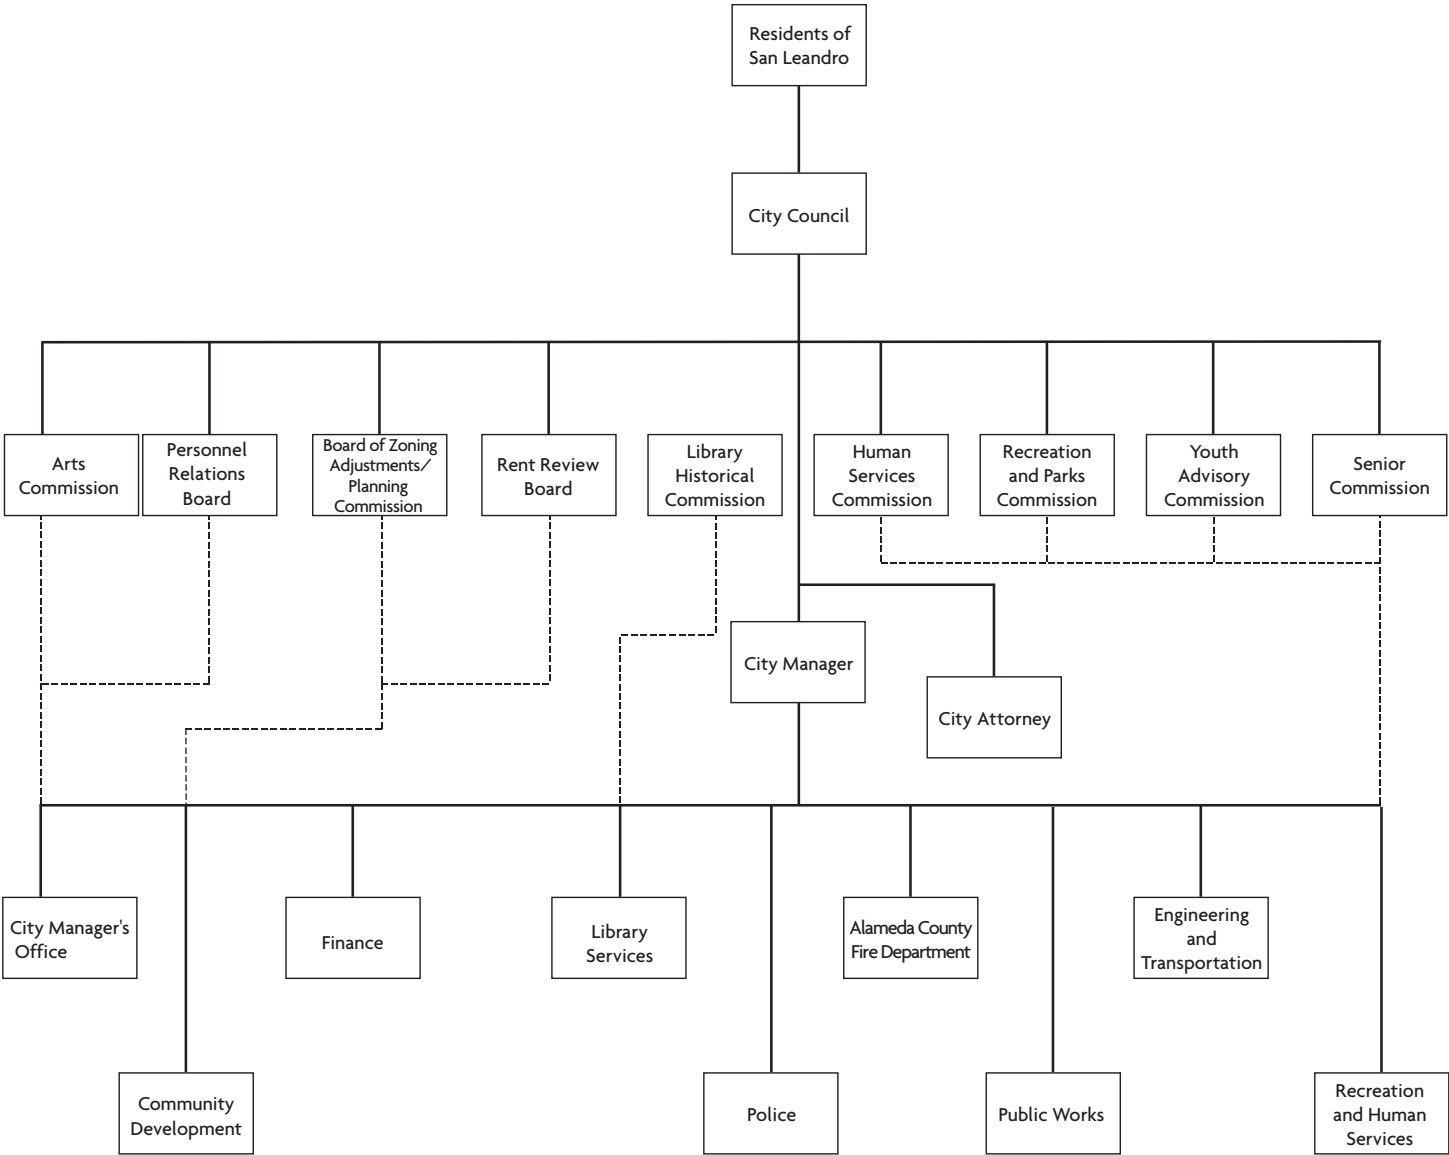 Residents of
San Leandro
City Council
Arts
Commission
Personnel
Relations
Board
Board of Zoning
Adjustments/
Planning
Commission
Rent Review
Board
Library
Historical
Commission
Human
Services
Commission
Recreation
and Parks
Commission
Youth
Advisory
Commission
Senior
Commission
City Manager
City Attorney
City Manager's
Office
Finance
Library
Services
Alameda County
Fire Department
Engineering
and
Transportation
Community
Development
Police
Public Works
Recreation
and Human
Services